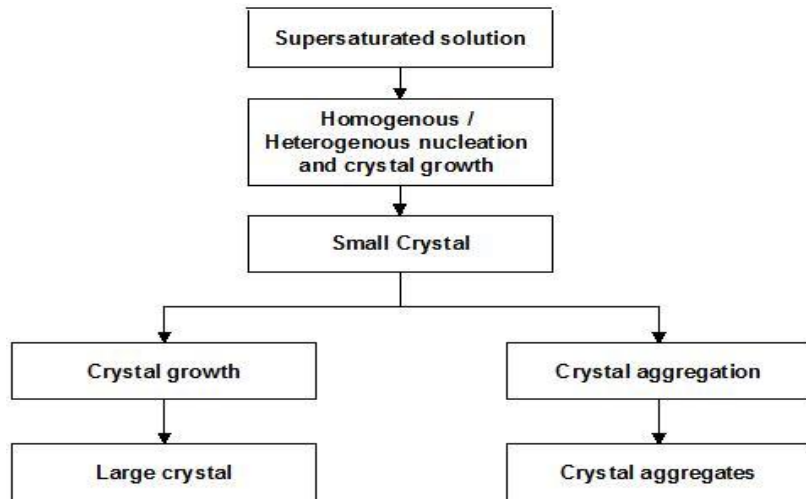 Supersaturated solution
Homogenous /
Heterogenous nucleation
and crystal growth
Small Crystal
Crystal growth
Crystal aggregation
Large crystal
Crystal aggregates